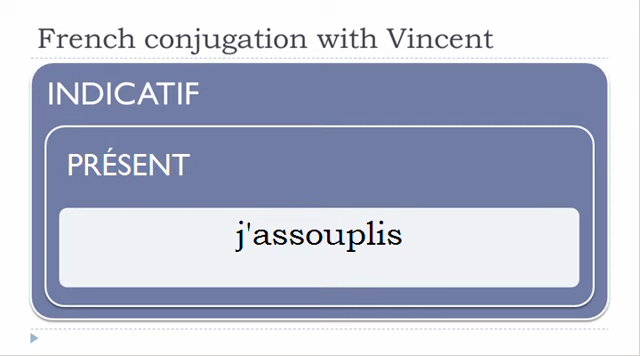 French conjugation with Vincent
INDICATIF
PRÉSENT
j'assouplis